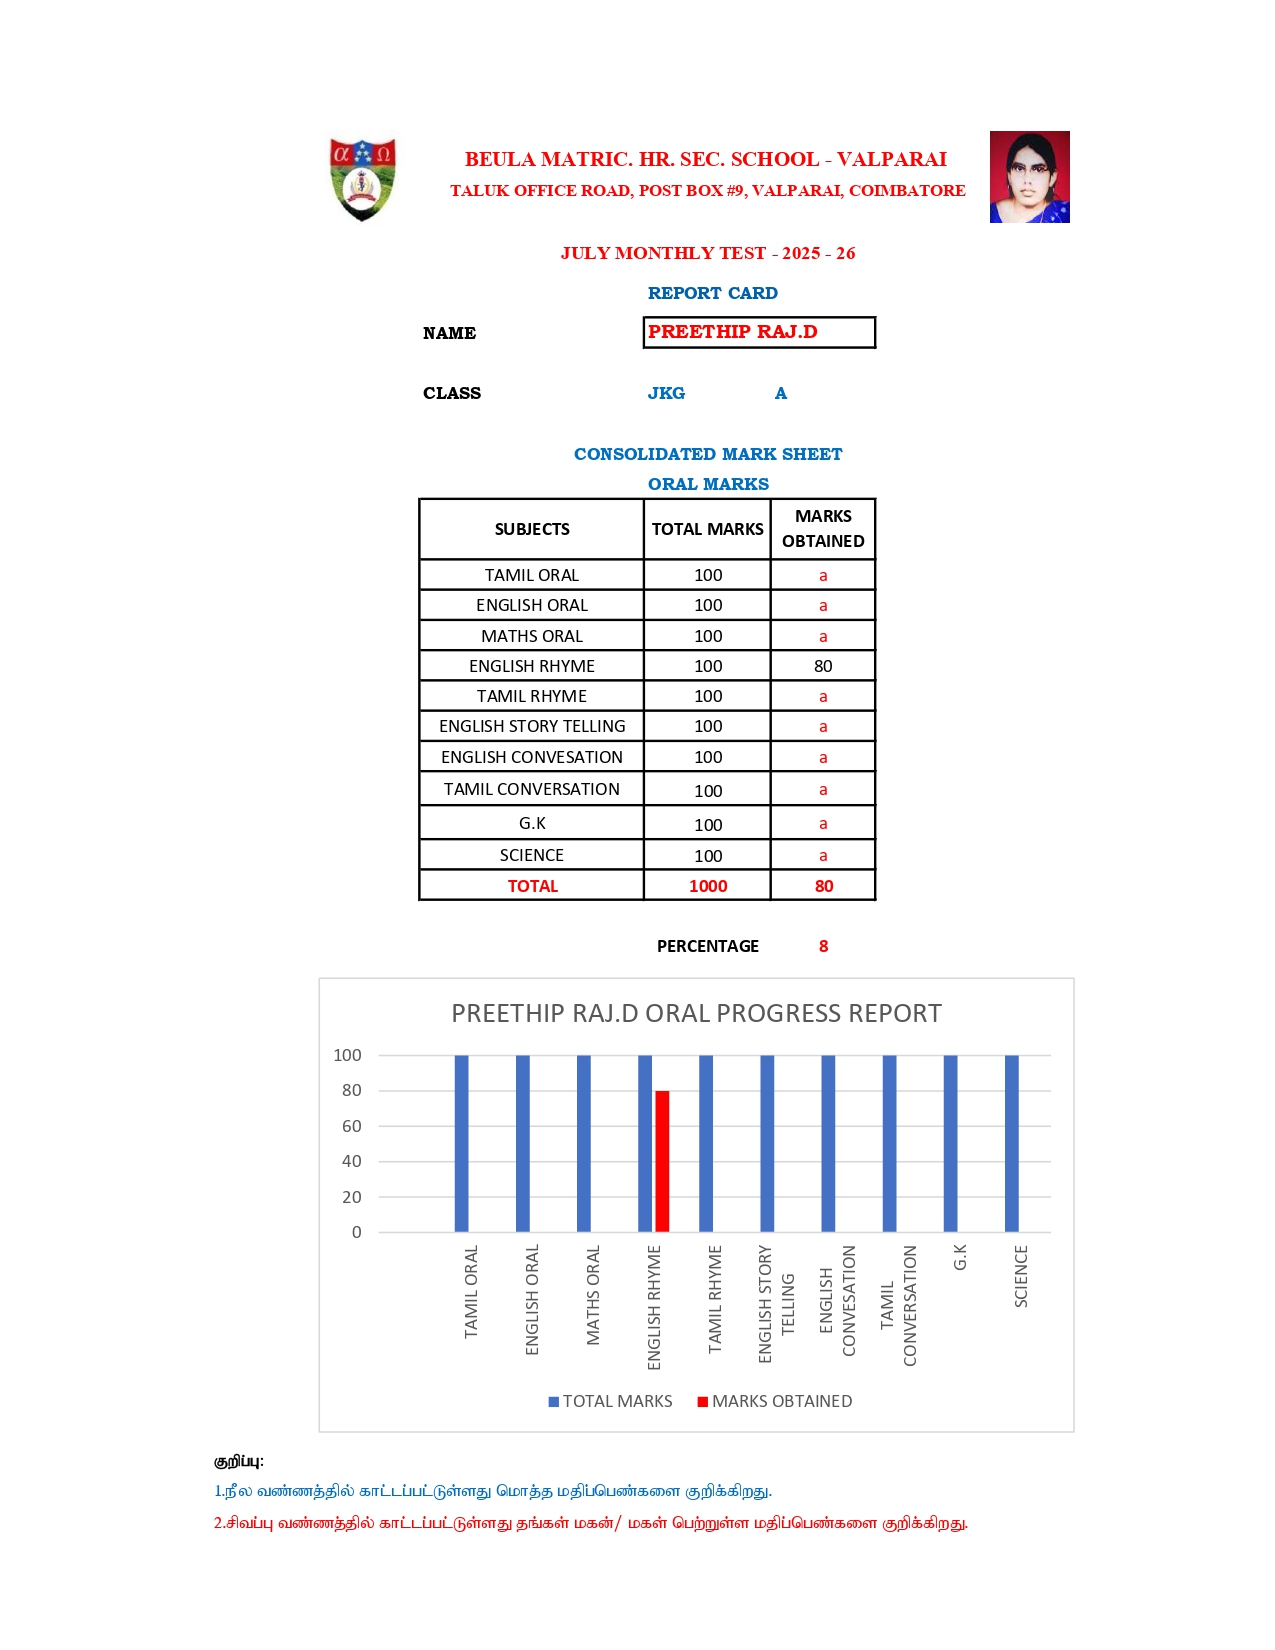 α Ω
BEULA MATRIC. HR. SEC. SCHOOL - VALPARAI
TALUK OFFICE ROAD, POST BOX #9, VALPARAI, COIMBATORE
JULY MONTHLY TEST - 2025 - 26
REPORT CARD
NAME PREETHIP RAJ.D
CLASS JKG A
CONSOLIDATED MARK SHEET
ORAL MARKS
SUBJECTS TOTAL MARKS MARKS OBTAINED
TAMIL ORAL 100 a
ENGLISH ORAL 100 a
MATHS ORAL 100 a
ENGLISH RHYME 100 80
TAMIL RHYME 100 a
ENGLISH STORY TELLING 100 a
ENGLISH CONVESATION 100 a
TAMIL CONVERSATION 100 a
G.K 100 a
SCIENCE 100 a
TOTAL 1000 80
PERCENTAGE 8
PREETHIP RAJ.D ORAL PROGRESS REPORT
100
80
60
40
20
0
TAMIL ORAL
ENGLISH ORAL
MATHS ORAL
ENGLISH RHYME
TAMIL RHYME
ENGLISH STORY
TELLING
ENGLISH
CONVESATION
TAMIL
CONVERSATION
G.K
SCIENCE
TOTAL MARKS MARKS OBTAINED
குறிப்பு:
1.நீல வண்ணத்தில் காட்டப்பட்டுள்ளது மொத்த மதிப்பெண்களை குறிக்கிறது.
2.சிவப்பு வண்ணத்தில் காட்டப்பட்டுள்ளது தங்கள் மகன்/ மகள் பெற்றுள்ள மதிப்பெண்களை குறிக்கிறது.